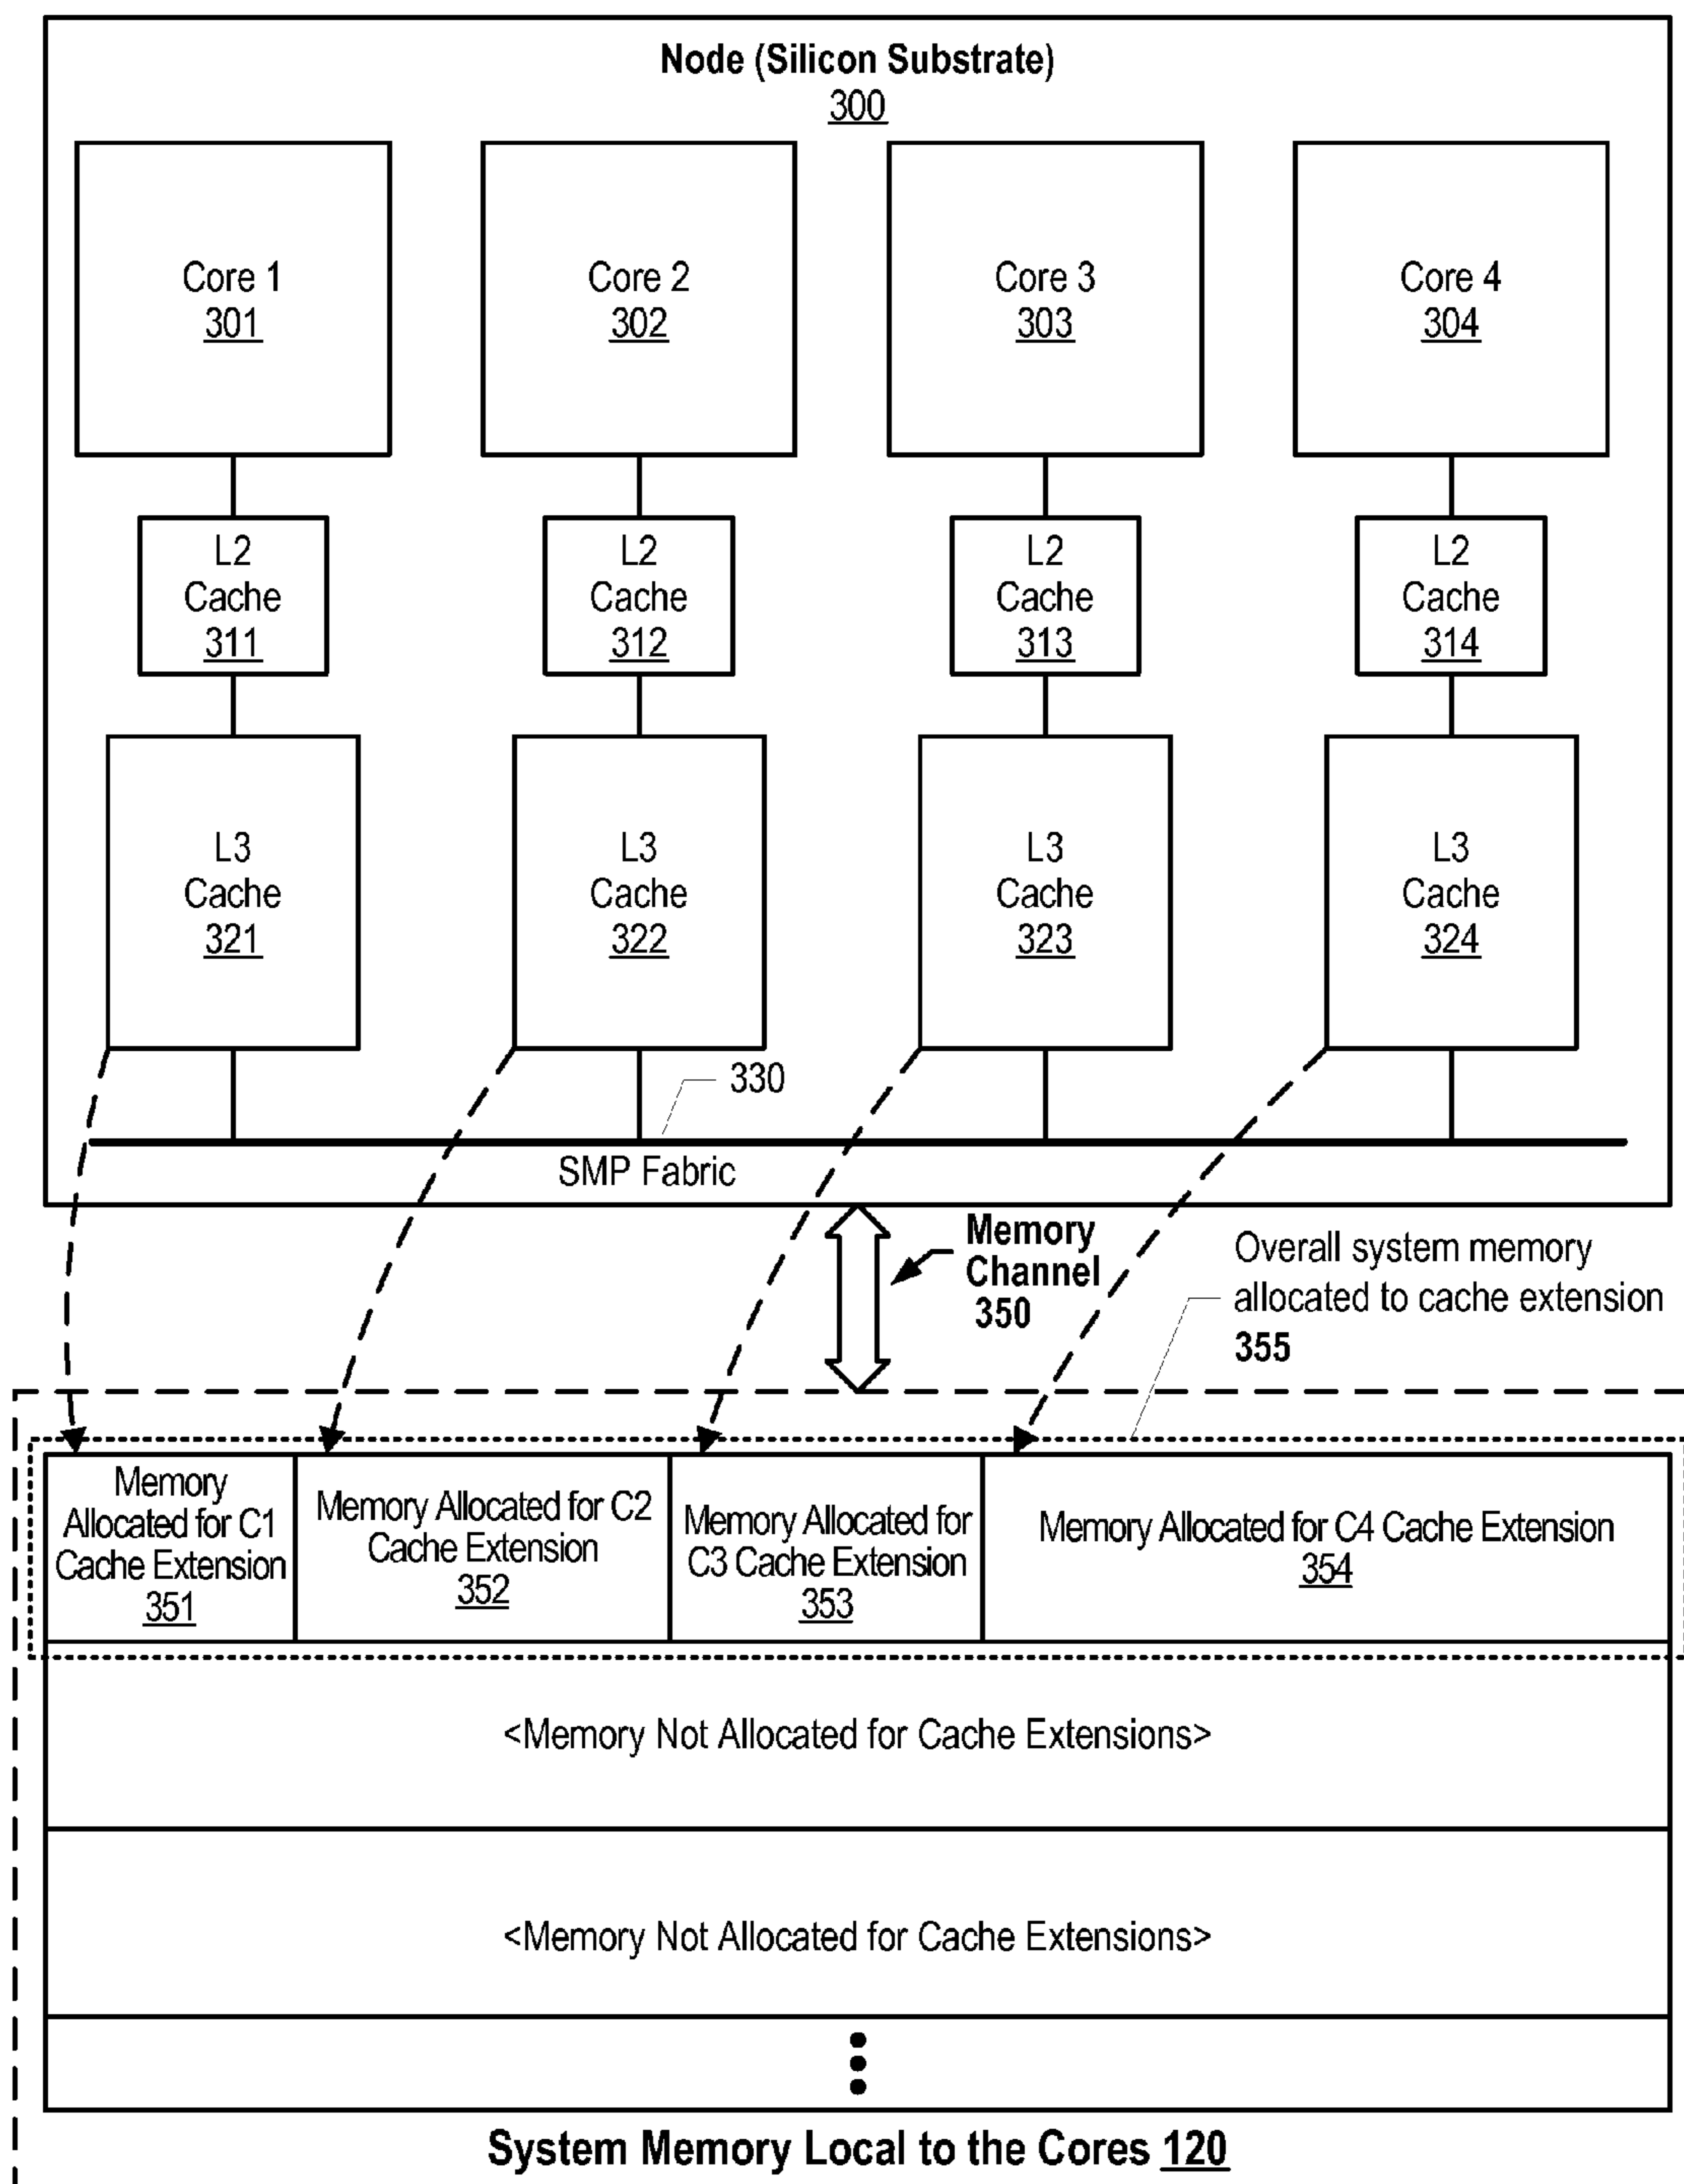 Node (Silicon Substrate)
300
Core 1
301
Core 2
302
Core 3
303
Core 4
304
L2
Cache
311
L2
Cache
312
L2
Cache
313
L2
Cache
314
L3
Cache
321
L3
Cache
322
L3
Cache
323
L3
Cache
324
330
SMP Fabric
Memory
Channel
350
Overall system memory
allocated to cache extension
355
Memory
Allocated for C1
Cache Extension
351
Memory Allocated for C2
Cache Extension
352
Memory Allocated for
C3 Cache Extension
353
Memory Allocated for C4 Cache Extension
354
<Memory Not Allocated for Cache Extensions>
<Memory Not Allocated for Cache Extensions>
System Memory Local to the Cores 120